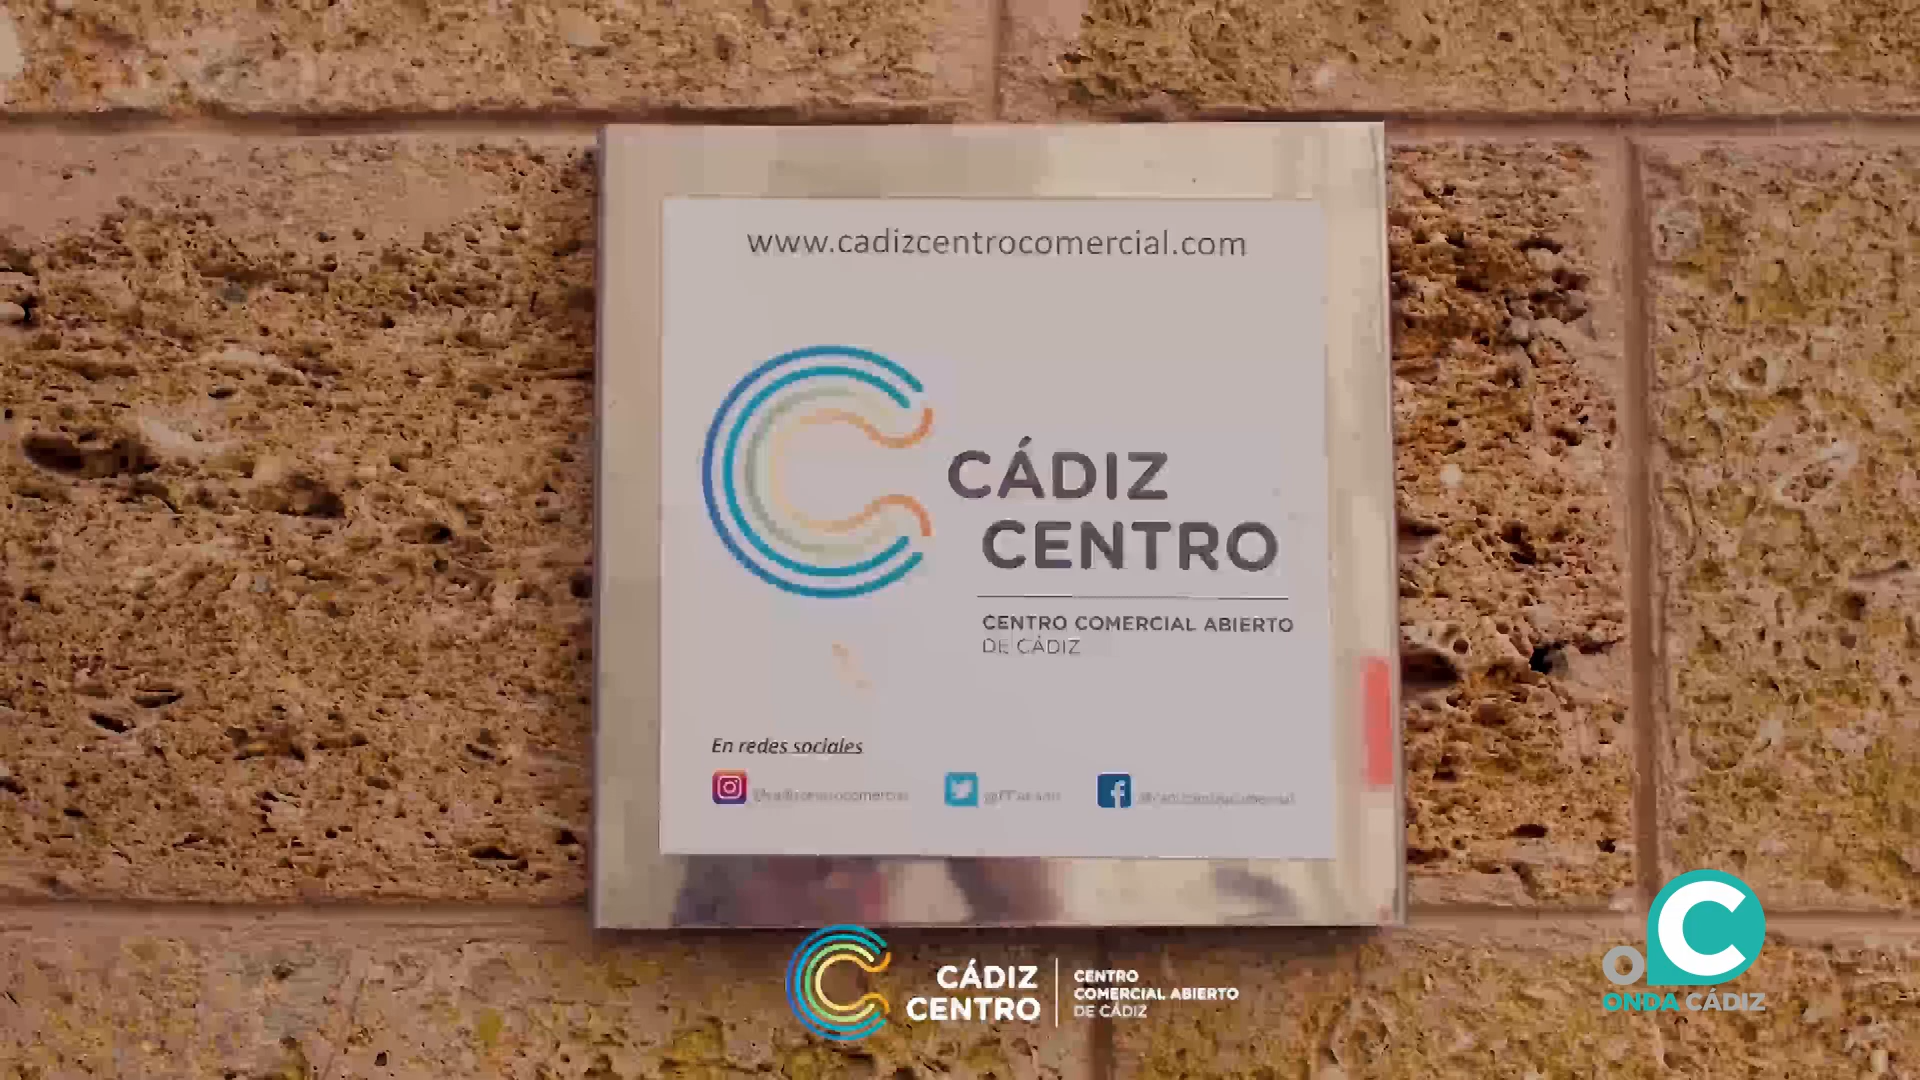 www.cadizcentrocomercial.com
CÁDIZ
CENTRO
CENTRO COMERCIAL ABIERTO
DE CÁDIZ
En redes sociales
CÁDIZ
CENTRO
CENTRO
COMERCIAL ABIERTO
DE CÁDIZ
ONDA CÁDIZ